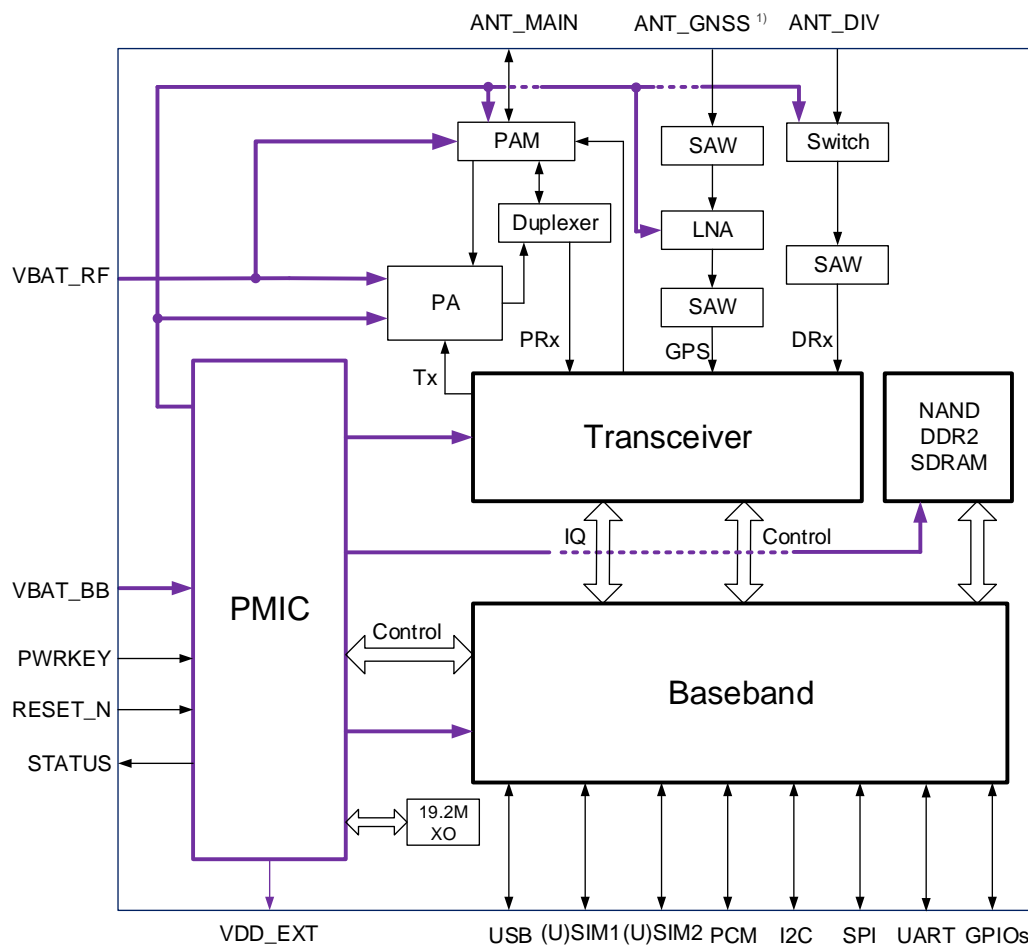 ANT_MAIN
ANT_GNSS 1)
ANT_DIV
PAM
SAW
Switch
Duplexer
LNA
VBAT_RF
PA
SAW
SAW
PRx
GPS
DRx
Tx
Transceiver
NAND
DDR2
SDRAM
IQ
Control
VBAT_BB
PMIC
Control
PWRKEY
Baseband
RESET_N
STATUS
19.2M
XO
VDD_EXT
USB
(U)SIM1
(U)SIM2
PCM
I2C
SPI
UART
GPIOs